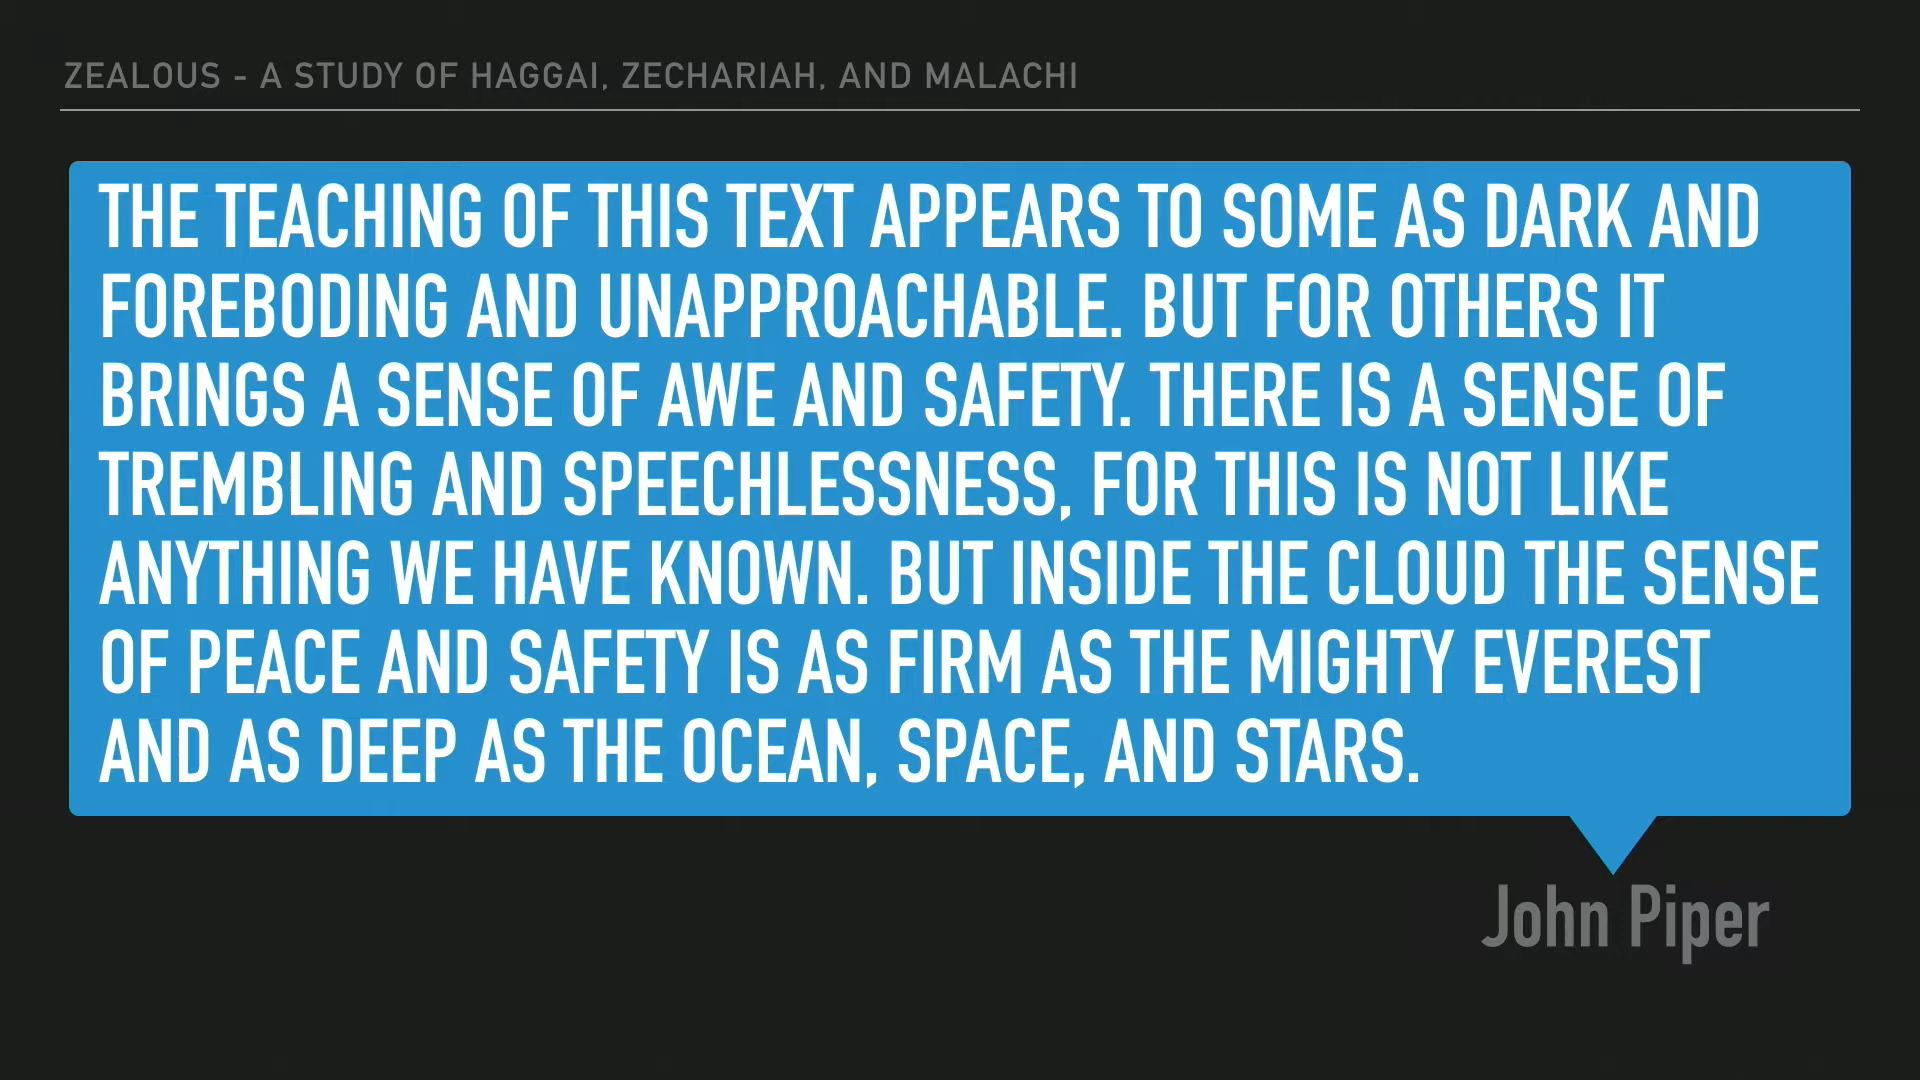 ZEALOUS - A STUDY OF HAGGAI, ZECHARIAH, AND MALACHI
THE TEACHING OF THIS TEXT APPEARS TO SOME AS DARK AND
FOREBODING AND UNAPPROACHABLE. BUT FOR OTHERS IT
BRINGS A SENSE OF AWE AND SAFETY. THERE IS A SENSE OF
TREMBLING AND SPEECHLESSNESS, FOR THIS IS NOT LIKE
ANYTHING WE HAVE KNOWN. BUT INSIDE THE CLOUD THE SENSE
OF PEACE AND SAFETY IS AS FIRM AS THE MIGHTY EVEREST
AND AS DEEP AS THE OCEAN, SPACE, AND STARS.
John Piper